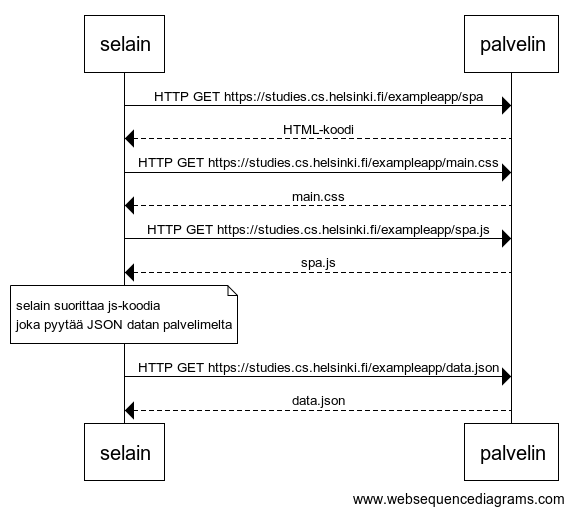 selain palvelin
HTTP GET https://studies.cs.helsinki.fi/exampleapp/spa
HTML-koodi
HTTP GET https://studies.cs.helsinki.fi/exampleapp/main.css
main.css
HTTP GET https://studies.cs.helsinki.fi/exampleapp/spa.js
spa.js
selain suorittaa js-koodia
joka pyytää JSON datan palvelimelta
HTTP GET https://studies.cs.helsinki.fi/exampleapp/data.json
data.json
selain palvelin
www.websequencediagrams.com